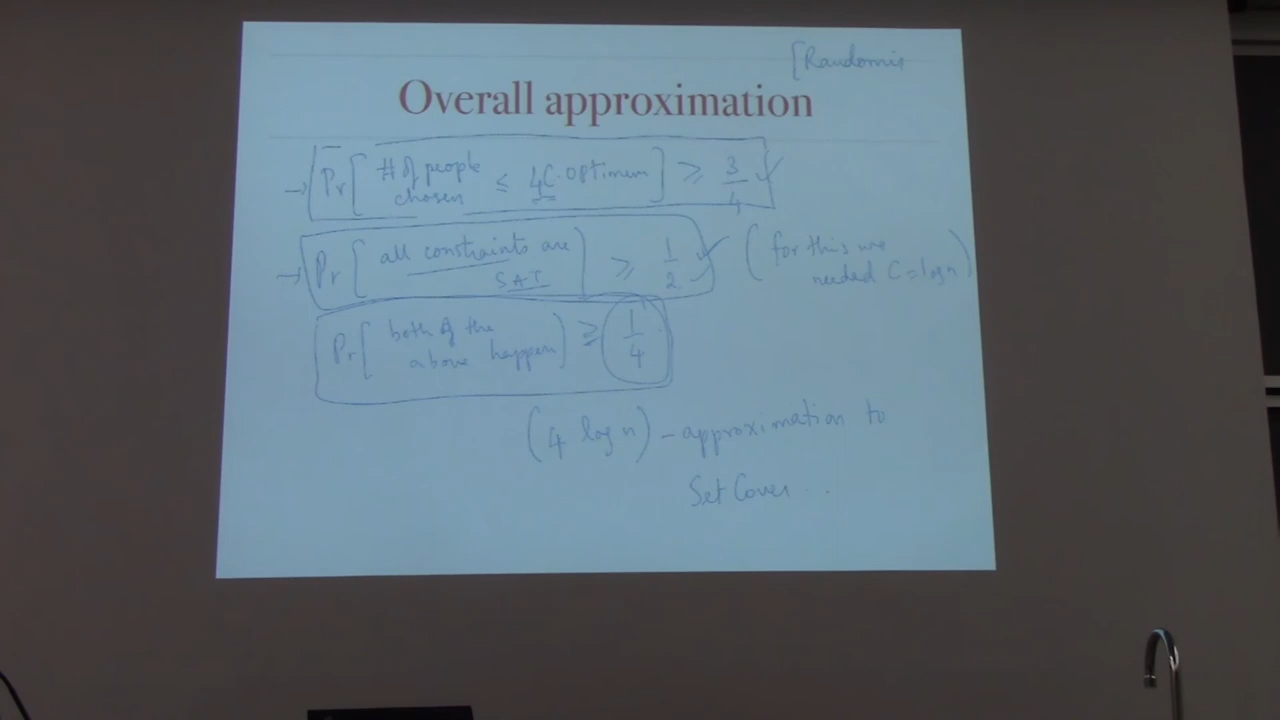 [Randomis
Overall approximation
→ Pr[ # of people chosen ≤ 4C·optimum ] ≥ 3/4 ✓
→ Pr[ all constraints are SAT ] ≥ 1/2 ✓ (for this we needed C=log n)
Pr[ both of the above happen ] ≥ 1/4
(4 log n) - approximation to
Set Cover ..